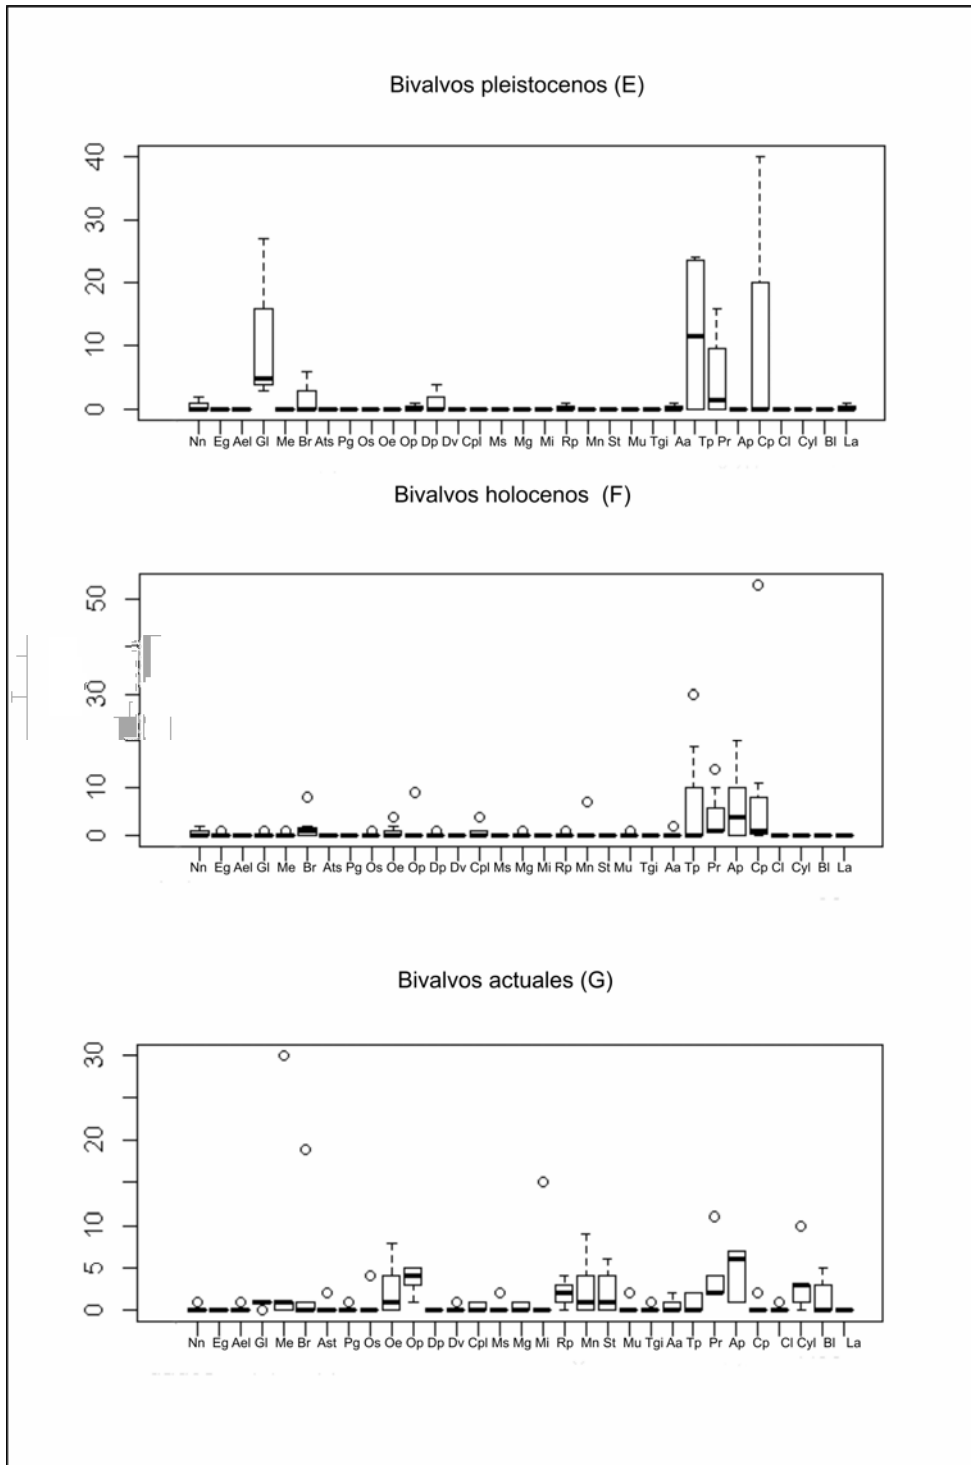 Bivalvos pleistocenos (E)
40
30
20
10
0
Nn Eg Ael Gl Me Br Ats Pg Os Oe Op Dp Dv Cpl Ms Mg Mi Rp Mn St Mu Tgi Aa Tp Pr Ap Cp Cl Cyl Bl La
Bivalvos holocenos (F)
50
30
10
0
Nn Eg Ael Gl Me Br Ats Pg Os Oe Op Dp Dv Cpl Ms Mg Mi Rp Mn St Mu Tgi Aa Tp Pr Ap Cp Cl Cyl Bl La
Bivalvos actuales (G)
30
20
10
5
0
Nn Eg Ael Gl Me Br Ast Pg Os Oe Op Dp Dv Cpl Ms Mg Mi Rp Mn St Mu Tgi Aa Tp Pr Ap Cp Cl Cyl Bl La